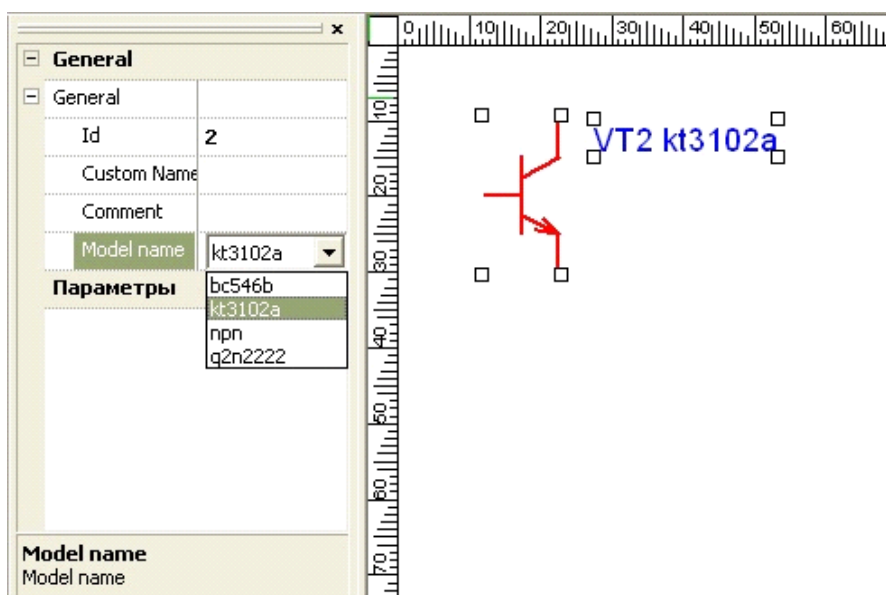 General
General
Id 2
Custom Name
Comment
Model name kt3102a
bc546b
kt3102a
npn
q2n2222
Параметры
Model name
Model name
0 10 20 30 40 50 60
10
20
30
40
50
60
70
VT2 kt3102a